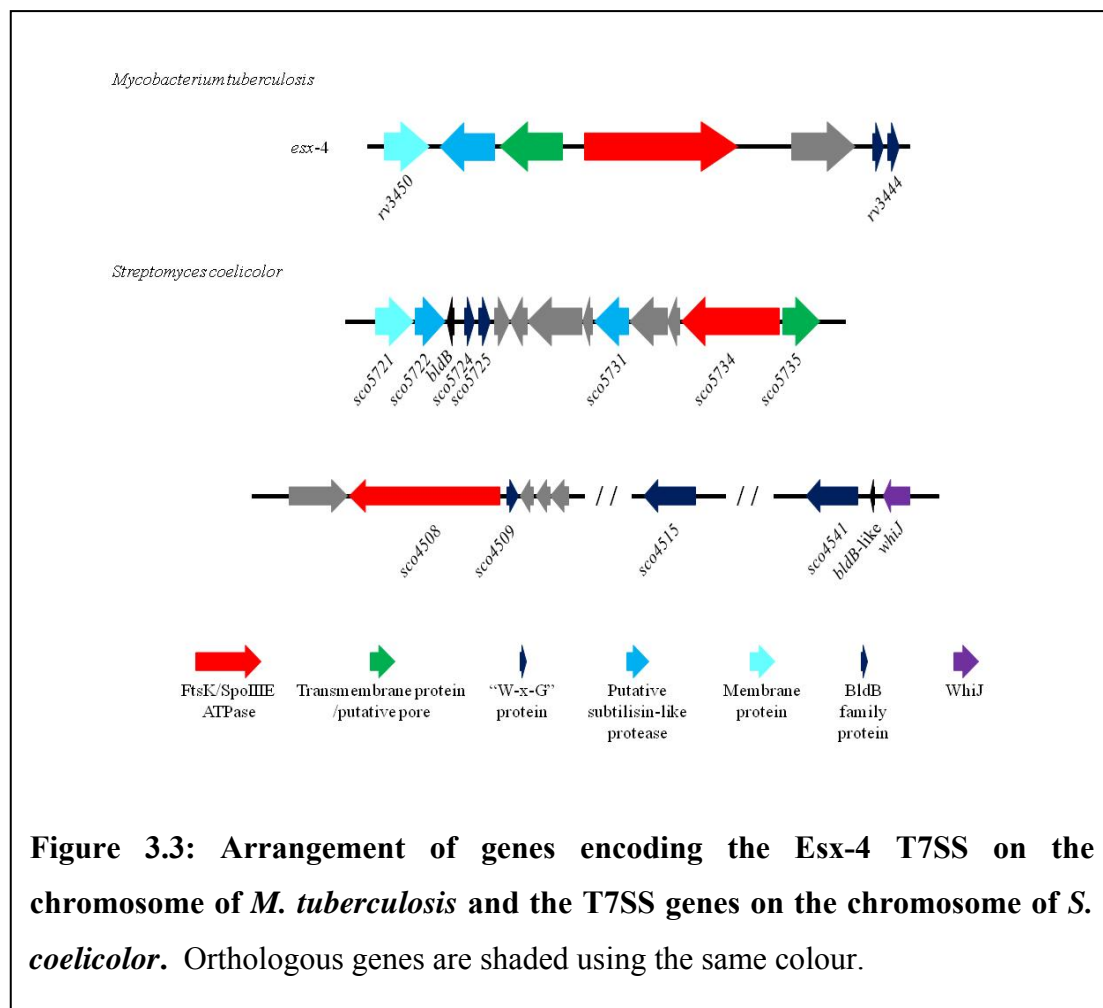 Mycobacterium tuberculosis
esx-4
rv3450
rv3444
Streptomyces coelicolor
sco5721
sco5722
bldB
sco5724
sco5725
sco5731
sco5734
sco5735
// //
sco4508
sco4509
sco4515
sco4541
bldB-like
whiJ
FtsK/SpoIIIE
ATPase
Transmembrane protein
/putative pore
“W-x-G”
protein
Putative
subtilisin-like
protease
Membrane
protein
BldB
family
protein
WhiJ
Figure 3.3: Arrangement of genes encoding the Esx-4 T7SS on the
chromosome of M. tuberculosis and the T7SS genes on the chromosome of S.
coelicolor. Orthologous genes are shaded using the same colour.